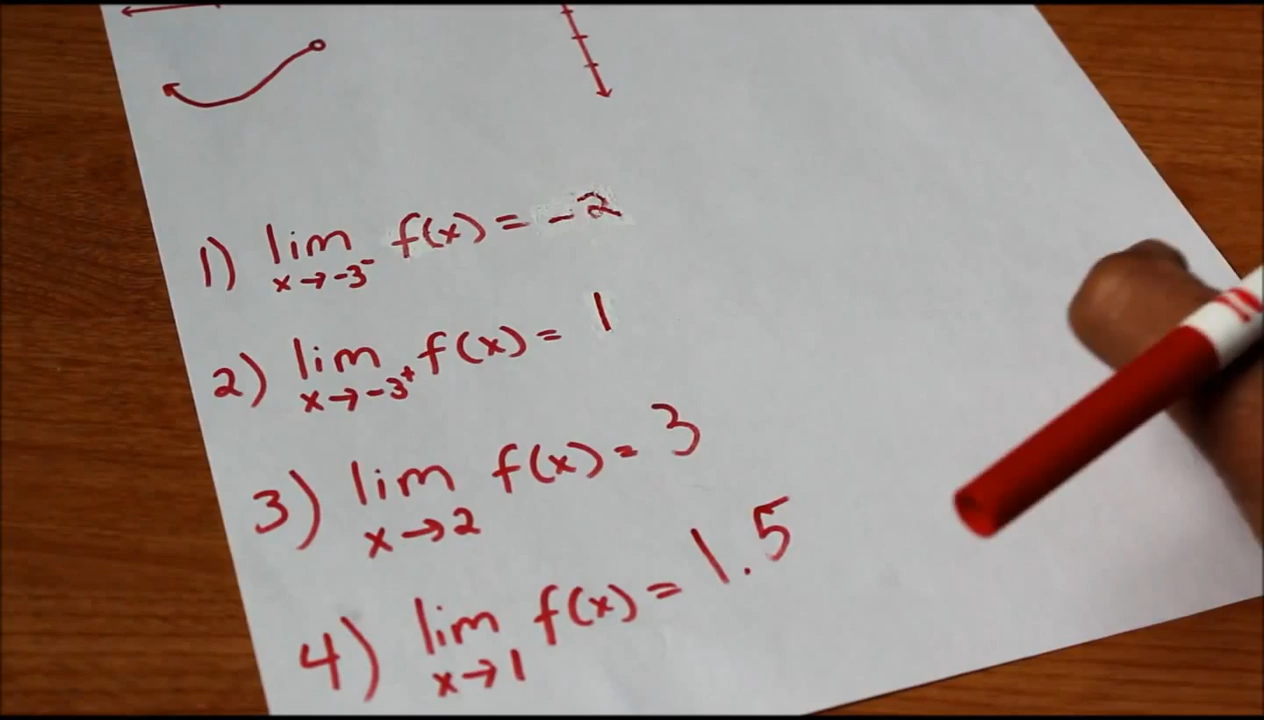 1) lim x→-3⁻ f(x) = -2
2) lim x→-3⁺ f(x) = 1
3) lim x→2 f(x) = 3
4) lim x→1 f(x) = 1.5